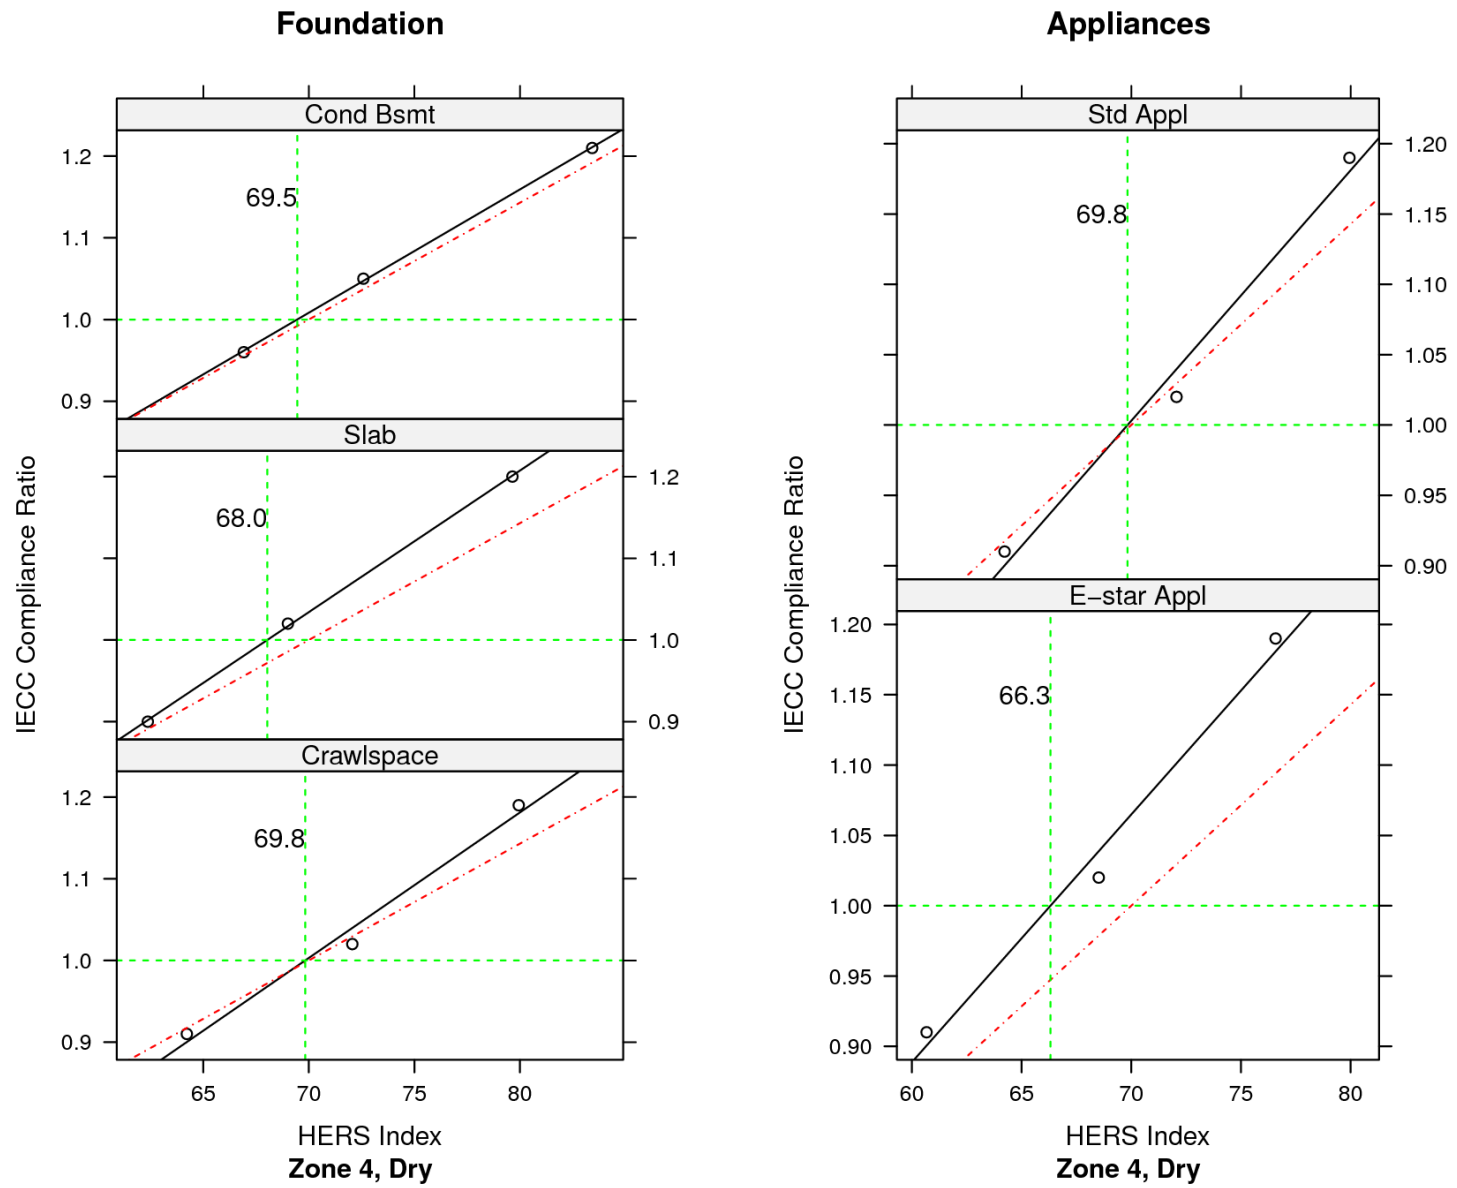 Foundation
Cond Bsmt
69.5
1.2
1.1
1.0
0.9
Slab
68.0
1.2
1.1
1.0
0.9
Crawlspace
69.8
1.2
1.1
1.0
0.9
IECC Compliance Ratio
65 70 75 80
HERS Index
Zone 4, Dry
Appliances
Std Appl
69.8
1.20
1.15
1.10
1.05
1.00
0.95
0.90
E−star Appl
66.3
1.20
1.15
1.10
1.05
1.00
0.95
0.90
IECC Compliance Ratio
60 65 70 75 80
HERS Index
Zone 4, Dry